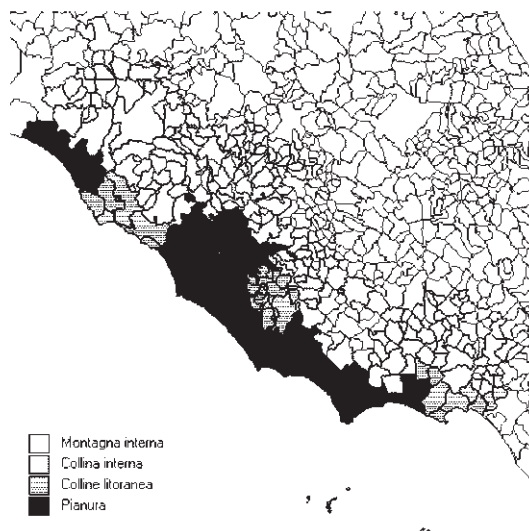 Montagna interna
Collina interna
Colline litoranea
Pianura